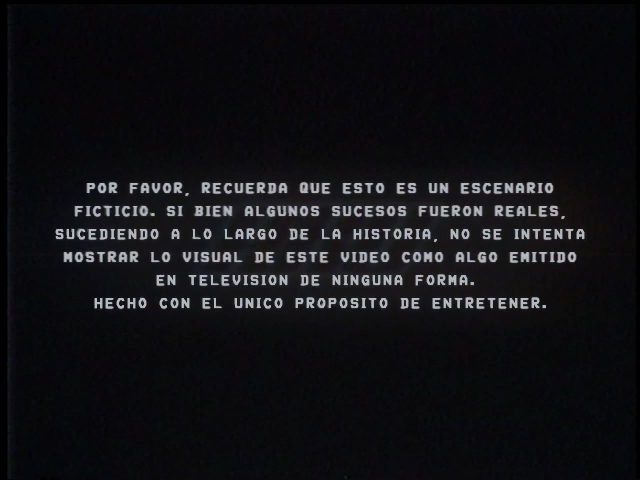 POR FAVOR, RECUERDA QUE ESTO ES UN ESCENARIO
FICTICIO. SI BIEN ALGUNOS SUCESOS FUERON REALES,
SUCEDIENDO A LO LARGO DE LA HISTORIA, NO SE INTENTA
MOSTRAR LO VISUAL DE ESTE VIDEO COMO ALGO EMITIDO
EN TELEVISION DE NINGUNA FORMA.
HECHO CON EL UNICO PROPOSITO DE ENTRETENER.